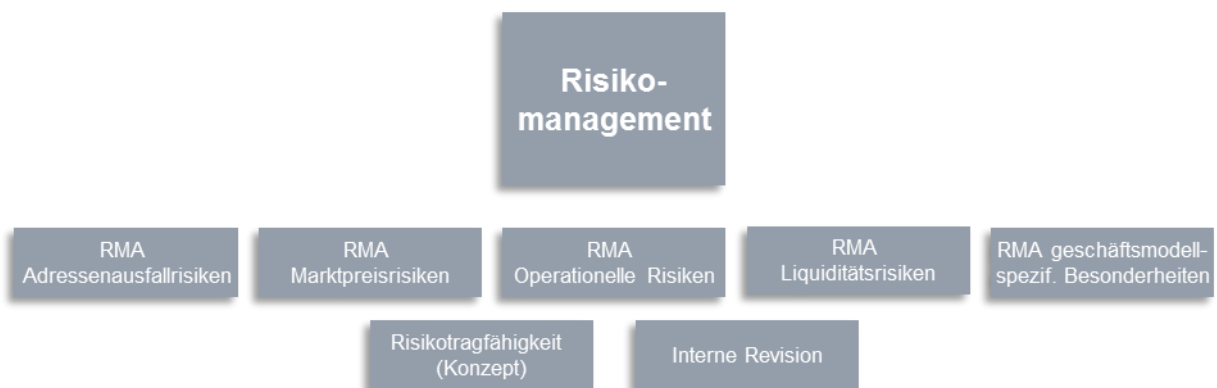 Risiko-
management
RMA
Adressenausfallrisiken
RMA
Marktpreisrisiken
RMA
Operationelle Risiken
RMA
Liquiditätsrisiken
RMA geschäftsmodell-
spezif. Besonderheiten
Risikotragfähigkeit
(Konzept)
Interne Revision